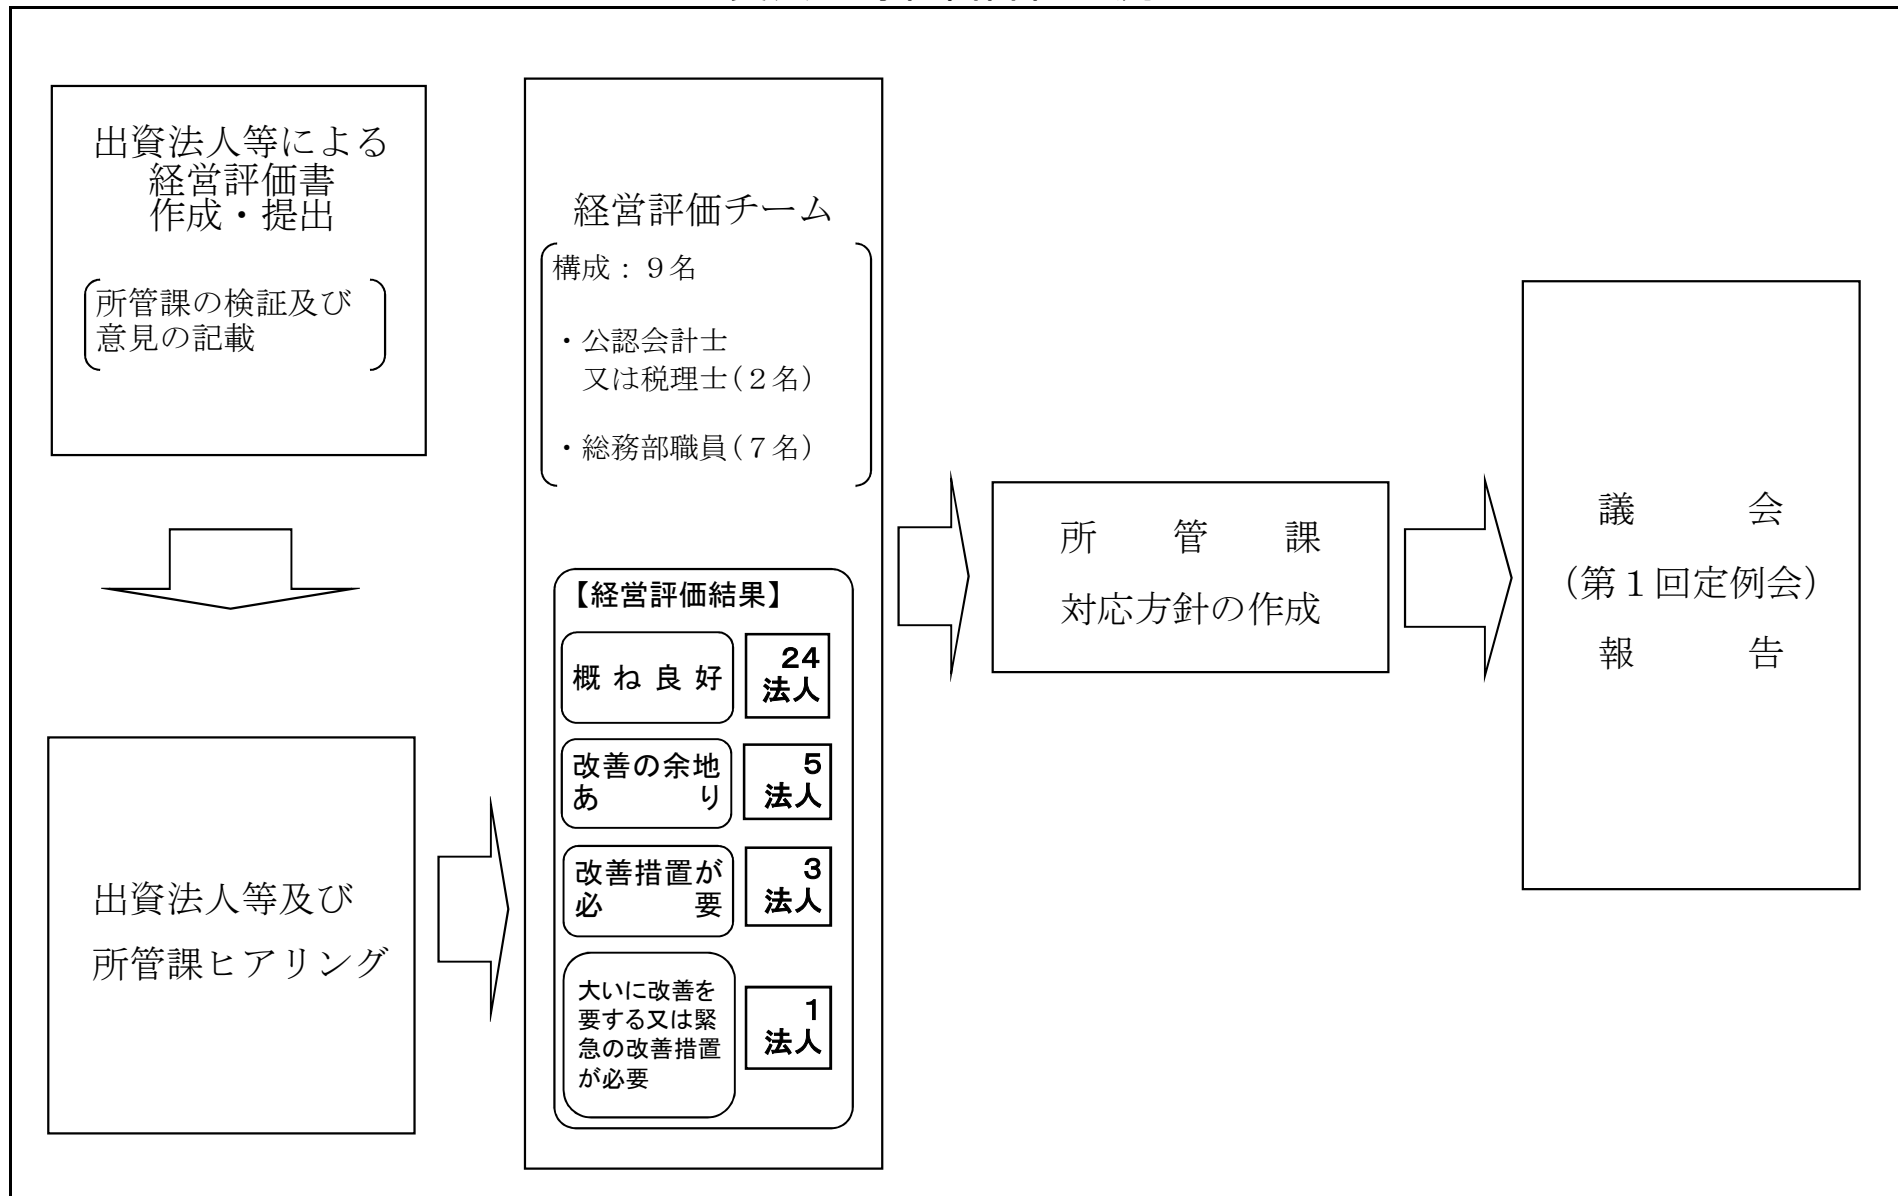 出資法人等による
経営評価書
作成・提出
所管課の検証及び
意見の記載
出資法人等及び
所管課ヒアリング
経営評価チーム
構成：９名
・公認会計士
又は税理士（２名）
・総務部職員（７名）
【経営評価結果】
概ね良好
24
法人
改善の余地
あり
5
法人
改善措置が
必要
3
法人
大いに改善を
要する又は緊
急の改善措置
が必要
1
法人
所管課
対応方針の作成
議会
（第１回定例会）
報告